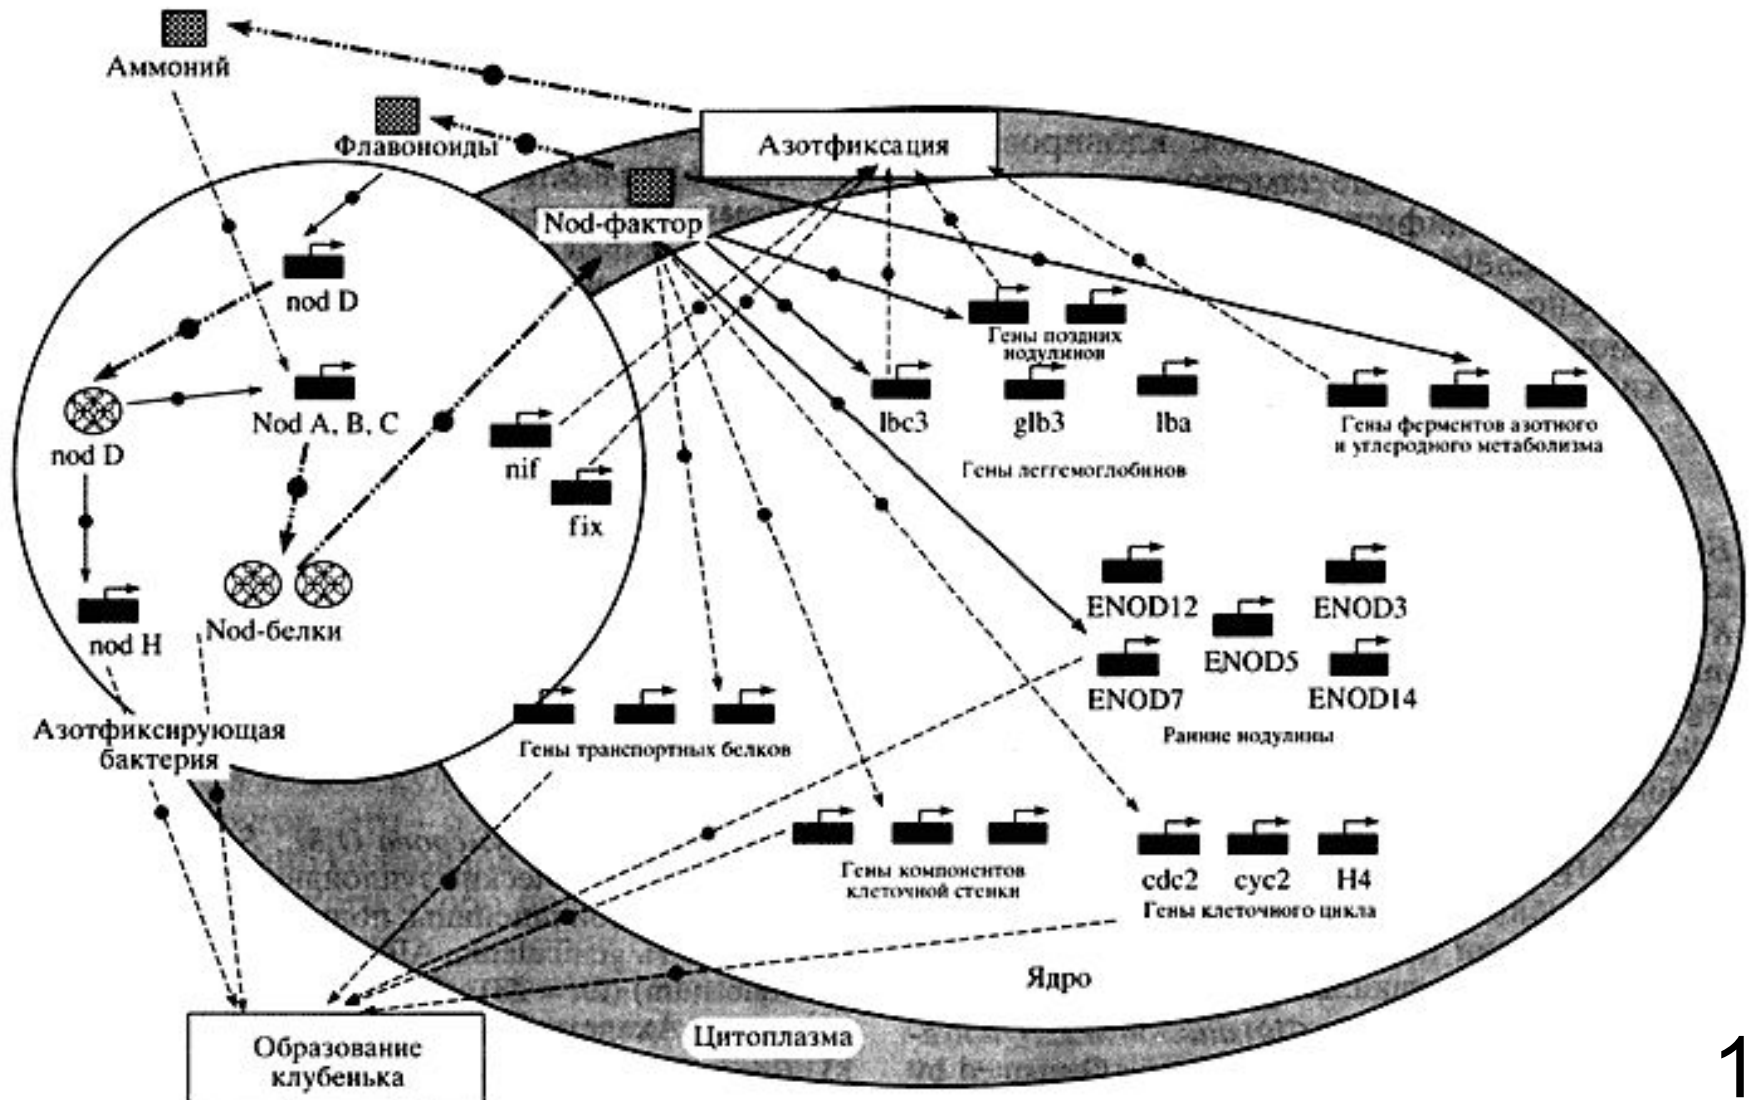 Аммоний
Флавоноиды
Азотфиксация
Nod-фактор
nod D
Гены поздних
нодулинов
nod D
Nod A, B, C
nif
fix
lbc3
glb3
lba
Гены леггемоглобинов
Гены ферментов азотного
и углеродного метаболизма
nod H
Nod-белки
ENOD12
ENOD3
ENOD5
ENOD7
ENOD14
Ранние нодулины
Азотфиксирующая
бактерия
Гены транспортных белков
Гены компонентов
клеточной стенки
cdc2
cyc2
H4
Гены клеточного цикла
Ядро
Цитоплазма
Образование
клубенька
1